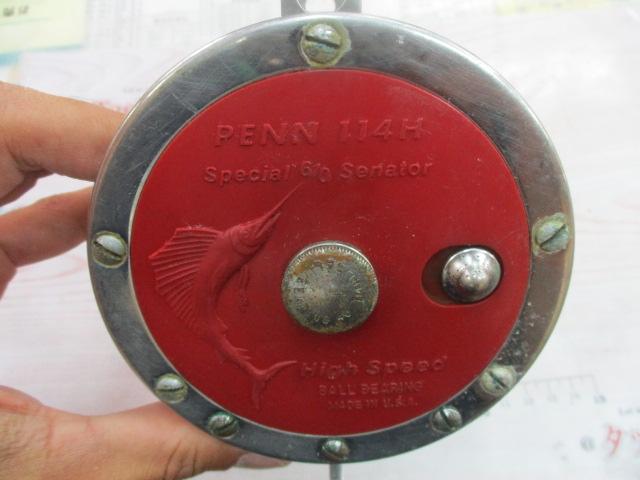 PENN 114H
Special 6/0 Senator
High Speed
BALL BEARING
MADE IN U.S.A.